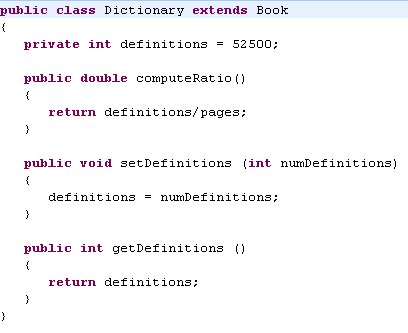 public class Dictionary extends Book
{
   private int definitions = 52500;

   public double computeRatio()
   {
      return definitions/pages;
   }

   public void setDefinitions (int numDefinitions)
   {
      definitions = numDefinitions;
   }

   public int getDefinitions ()
   {
      return definitions;
   }
}